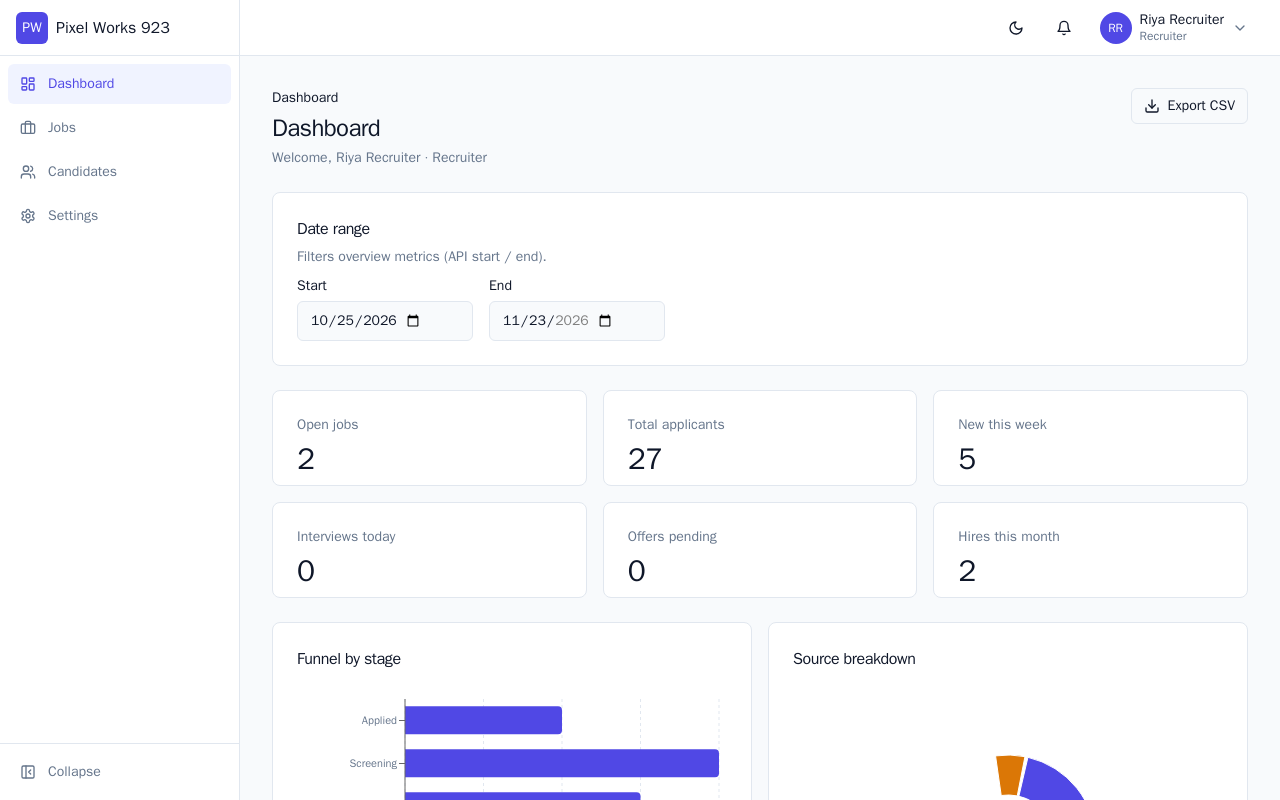 PW
Pixel Works 923
RR
Riya Recruiter
Recruiter
Dashboard
Jobs
Candidates
Settings
Collapse
Dashboard
Dashboard
Welcome, Riya Recruiter · Recruiter
Export CSV
Date range
Filters overview metrics (API start / end).
Start
End
10/25/2026
11/23/2026
Open jobs
2
Total applicants
27
New this week
5
Interviews today
0
Offers pending
0
Hires this month
2
Funnel by stage
Applied
Screening
Source breakdown